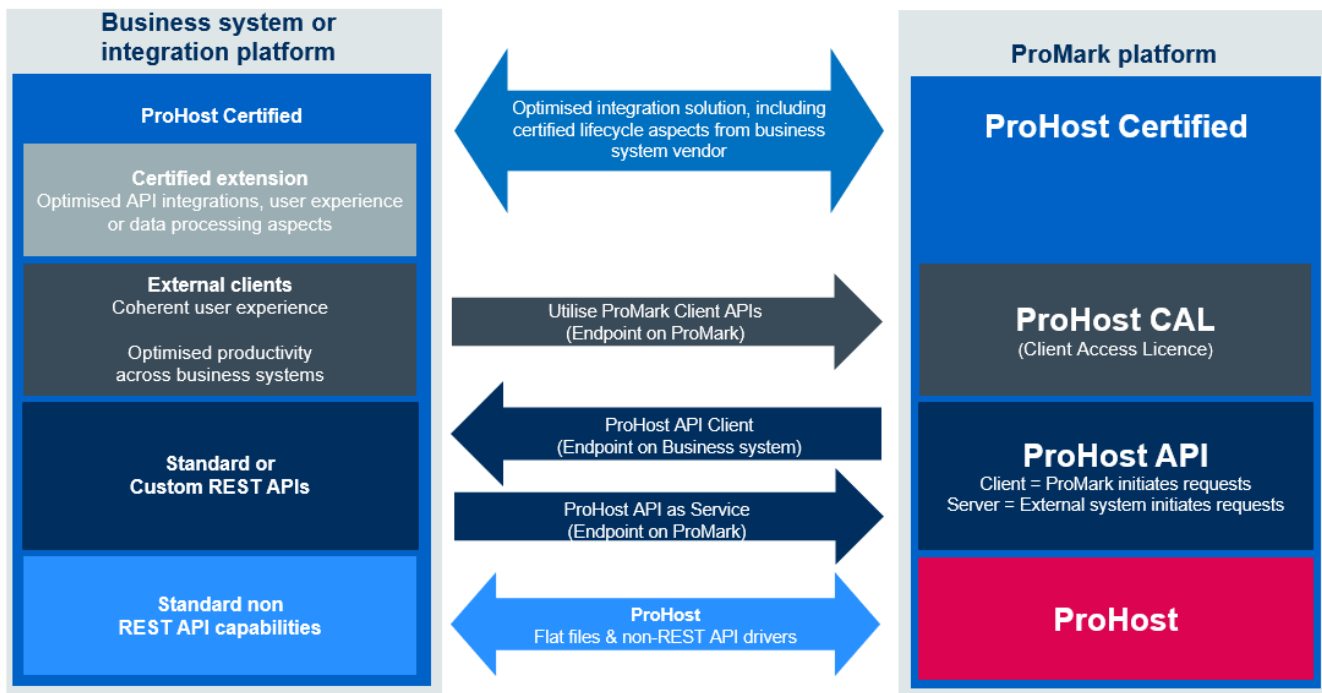 Business system or
integration platform
ProHost Certified
Certified extension
Optimised API integrations, user experience
or data processing aspects
External clients
Coherent user experience
Optimised productivity
across business systems
Standard or
Custom REST APIs
Standard non
REST API capabilities
Optimised integration solution, including
certified lifecycle aspects from business
system vendor
Utilise ProMark Client APIs
(Endpoint on ProMark)
ProHost API Client
(Endpoint on Business system)
ProHost API as Service
(Endpoint on ProMark)
ProHost
Flat files & non-REST API drivers
ProMark platform
ProHost Certified
ProHost CAL
(Client Access Licence)
ProHost API
Client = ProMark initiates requests
Server = External system initiates requests
ProHost